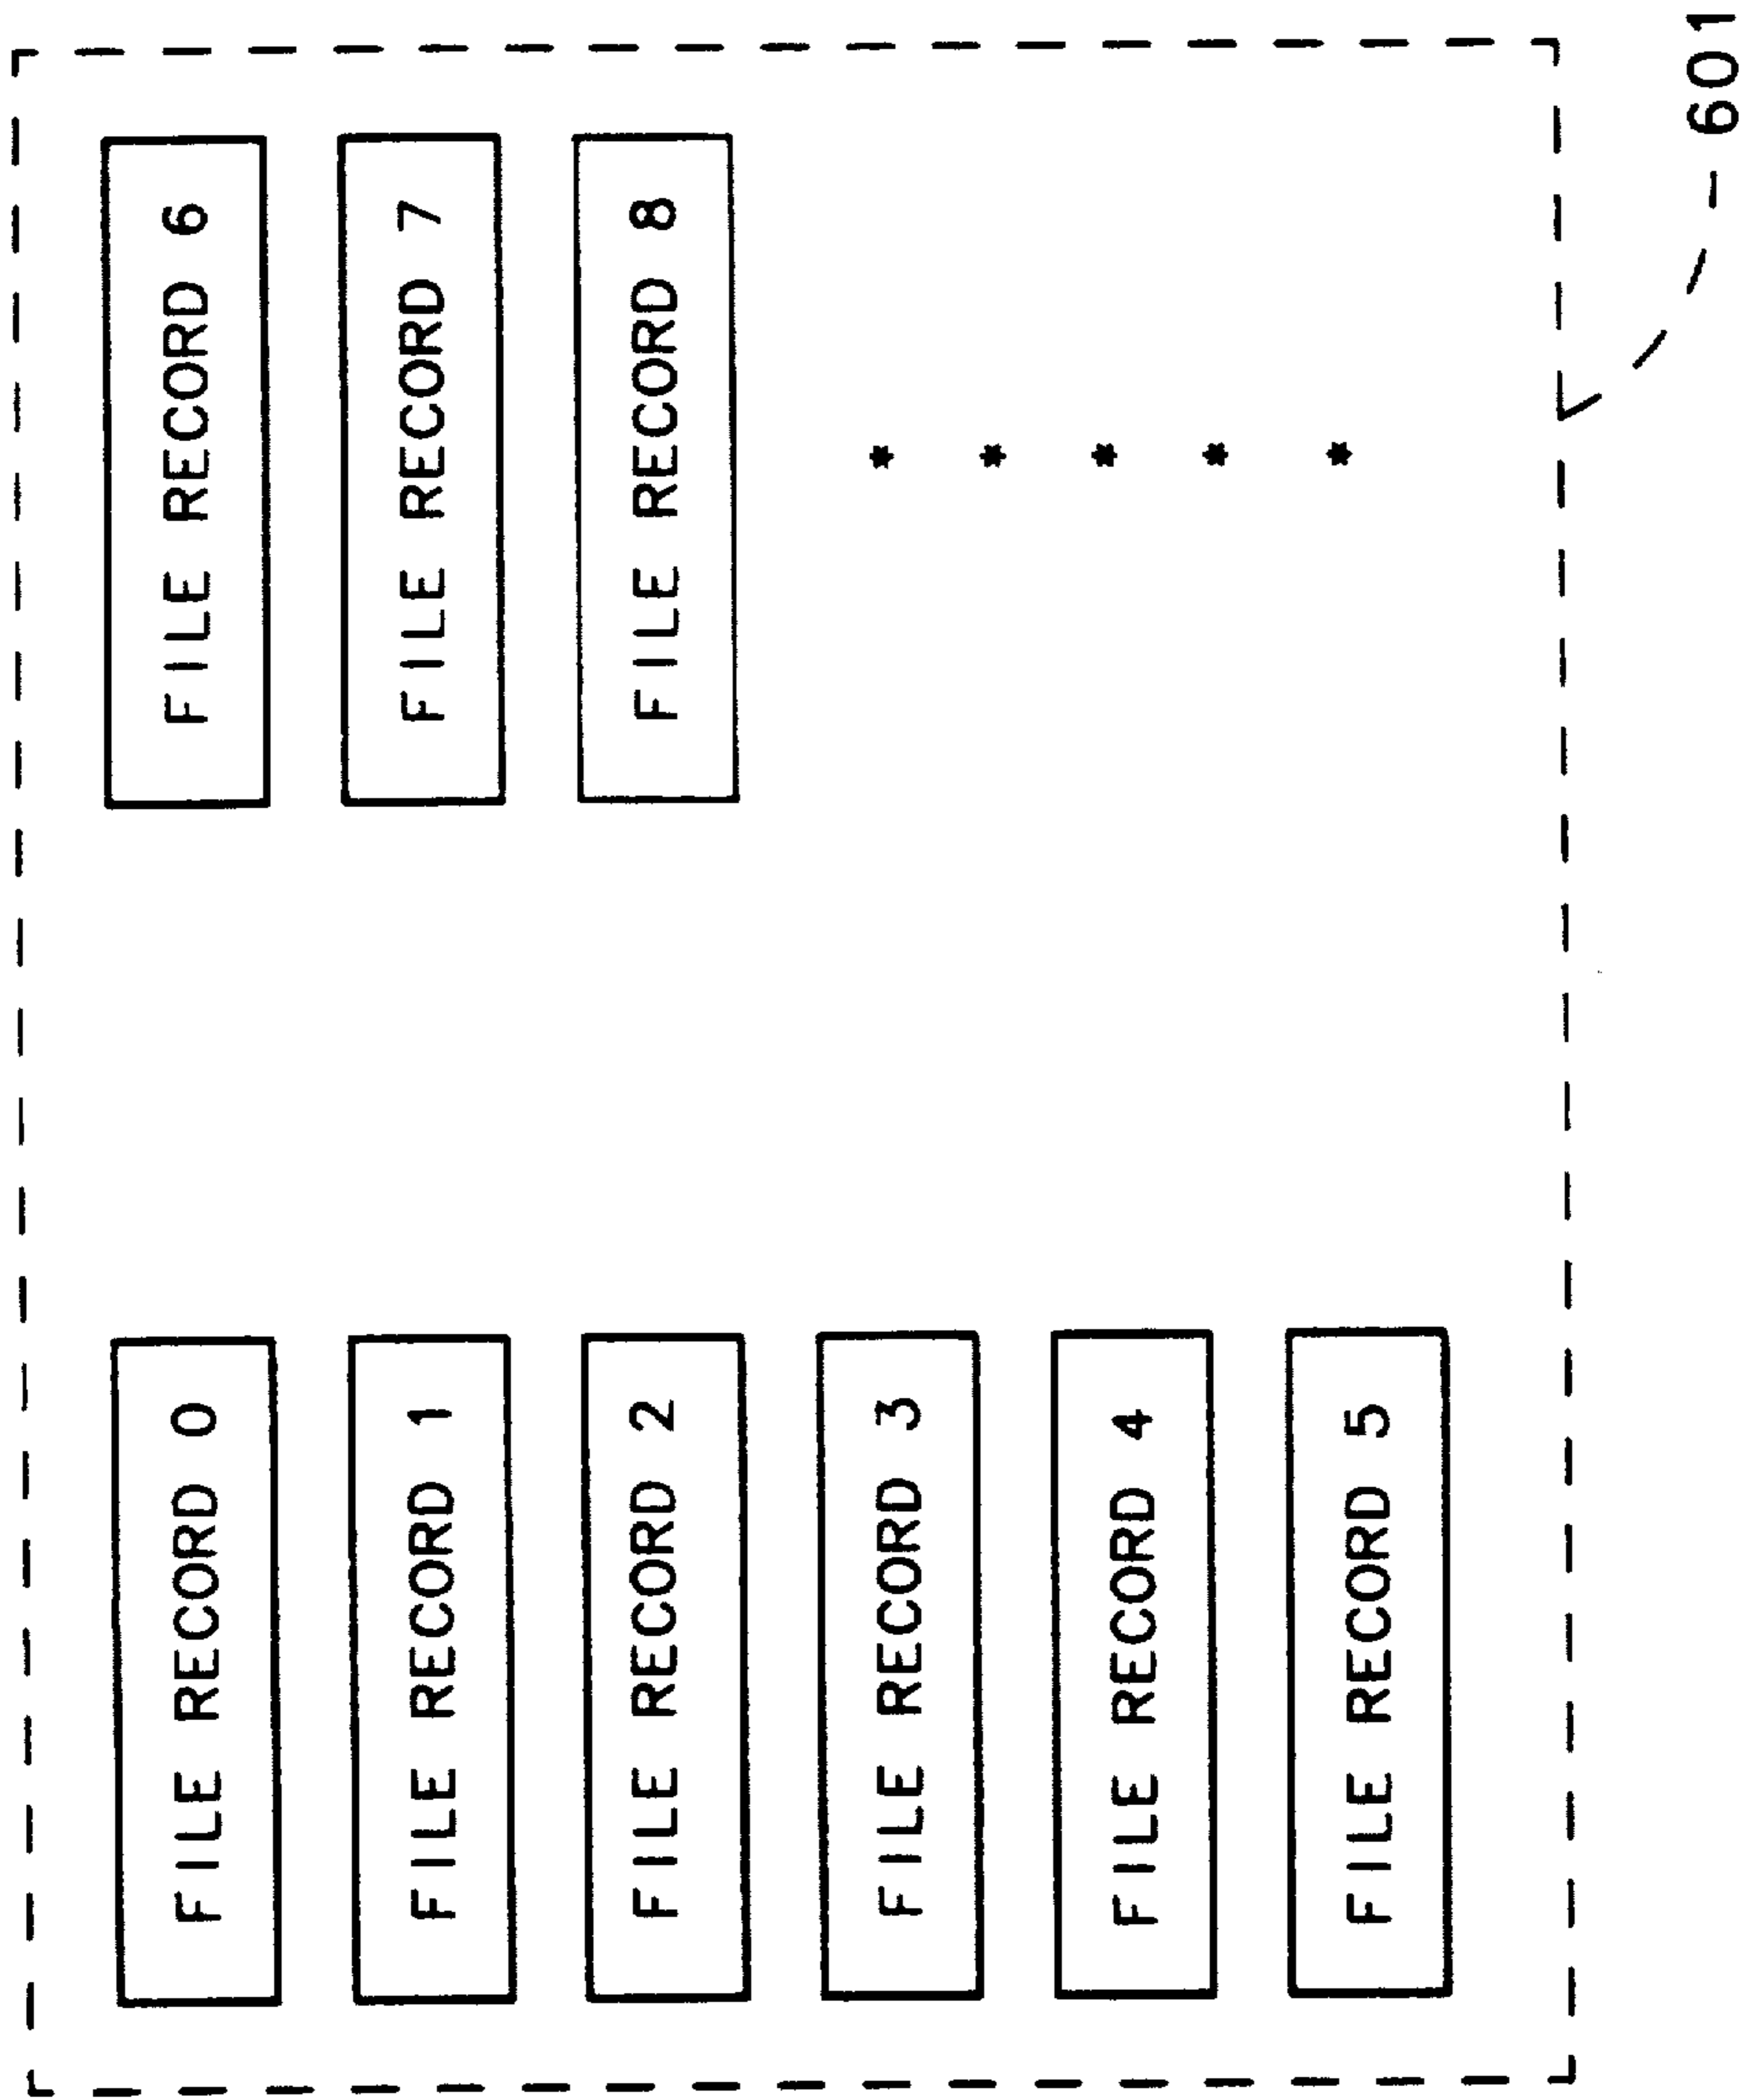 FILE RECORD 0
FILE RECORD 1
FILE RECORD 2
FILE RECORD 3
FILE RECORD 4
FILE RECORD 5
FILE RECORD 6
FILE RECORD 7
FILE RECORD 8
*
*
*
*
*
601